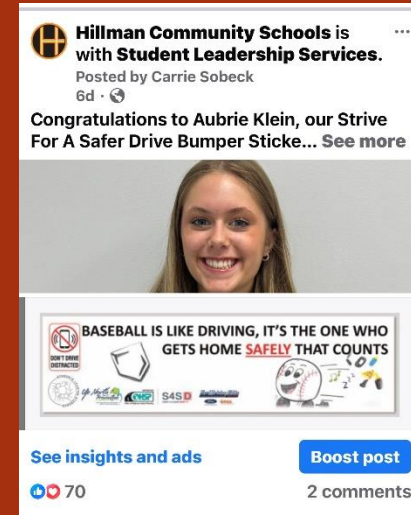 Hillman Community Schools is
with Student Leadership Services.
Posted by Carrie Sobeck
6d ·
Congratulations to Aubrie Klein, our Strive
For A Safer Drive Bumper Sticke... See more
BASEBALL IS LIKE DRIVING, IT'S THE ONE WHO
GETS HOME SAFELY THAT COUNTS
DON'T DRIVE
DISTRACTED
S4SD
See insights and ads
Boost post
70
2 comments